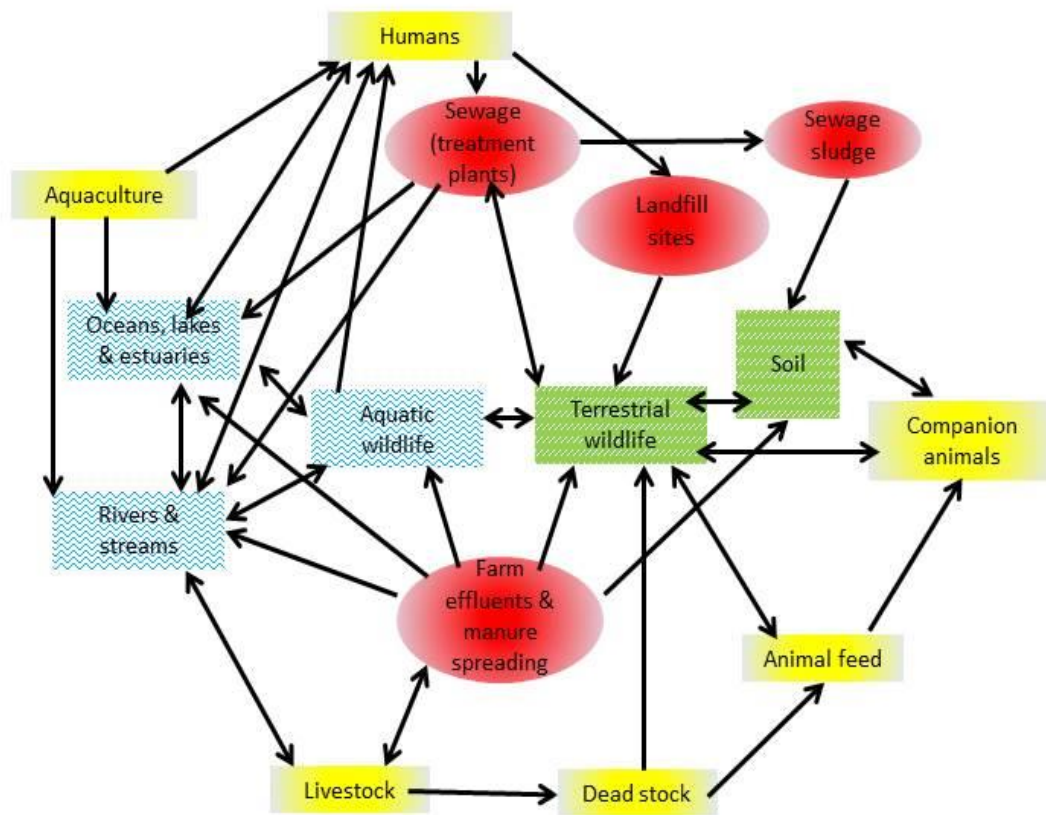 Humans
Sewage
(treatment
plants)
Sewage
sludge
Aquaculture
Landfill
sites
Oceans, lakes
& estuaries
Soil
Aquatic
wildlife
Terrestrial
wildlife
Companion
animals
Rivers &
streams
Farm
effluents &
manure
spreading
Animal feed
Livestock
Dead stock